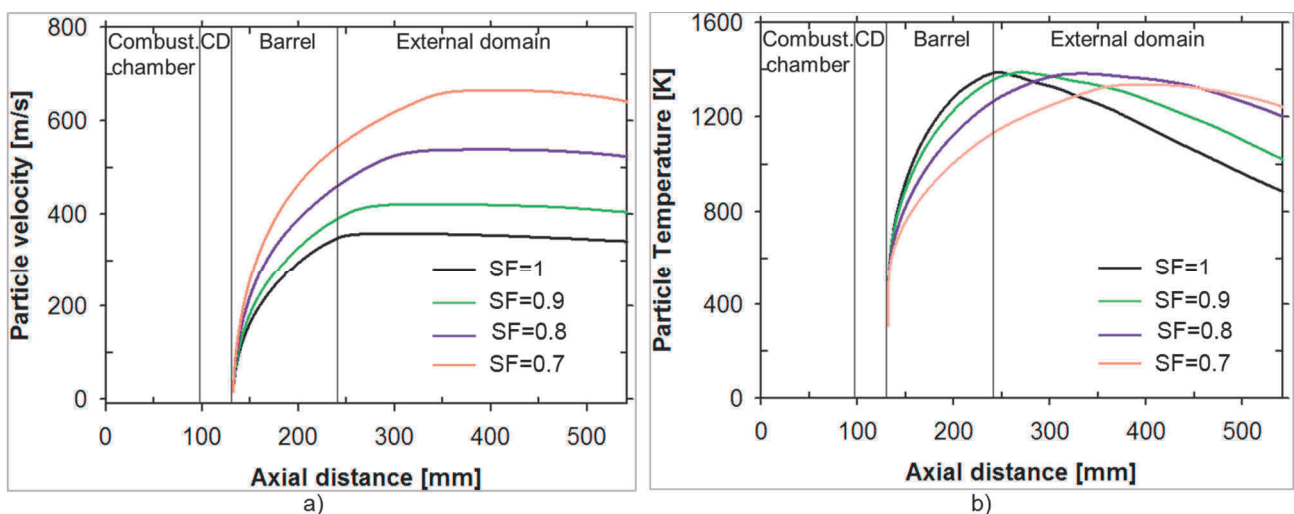 800
600
400
200
0
Particle velocity [m/s]
Combust. CD Barrel External domain
chamber
SF=1
SF=0.9
SF=0.8
SF=0.7
0 100 200 300 400 500
Axial distance [mm]
a)
1600
1200
800
400
0
Particle Temperature [K]
Combust. CD Barrel External domain
chamber
SF=1
SF=0.9
SF=0.8
SF=0.7
0 100 200 300 400 500
Axial distance [mm]
b)